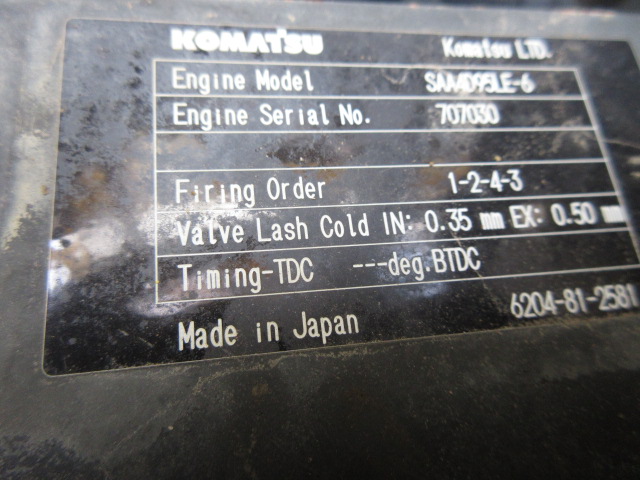 KOMATSU Komatsu LTD.
Engine Model SAA4D95LE-6
Engine Serial No. 707030
Firing Order 1-2-4-3
Valve Lash Cold IN: 0.35 mm EX: 0.50 mm
Timing-TDC ---deg.BTDC
Made in Japan 6204-81-2581